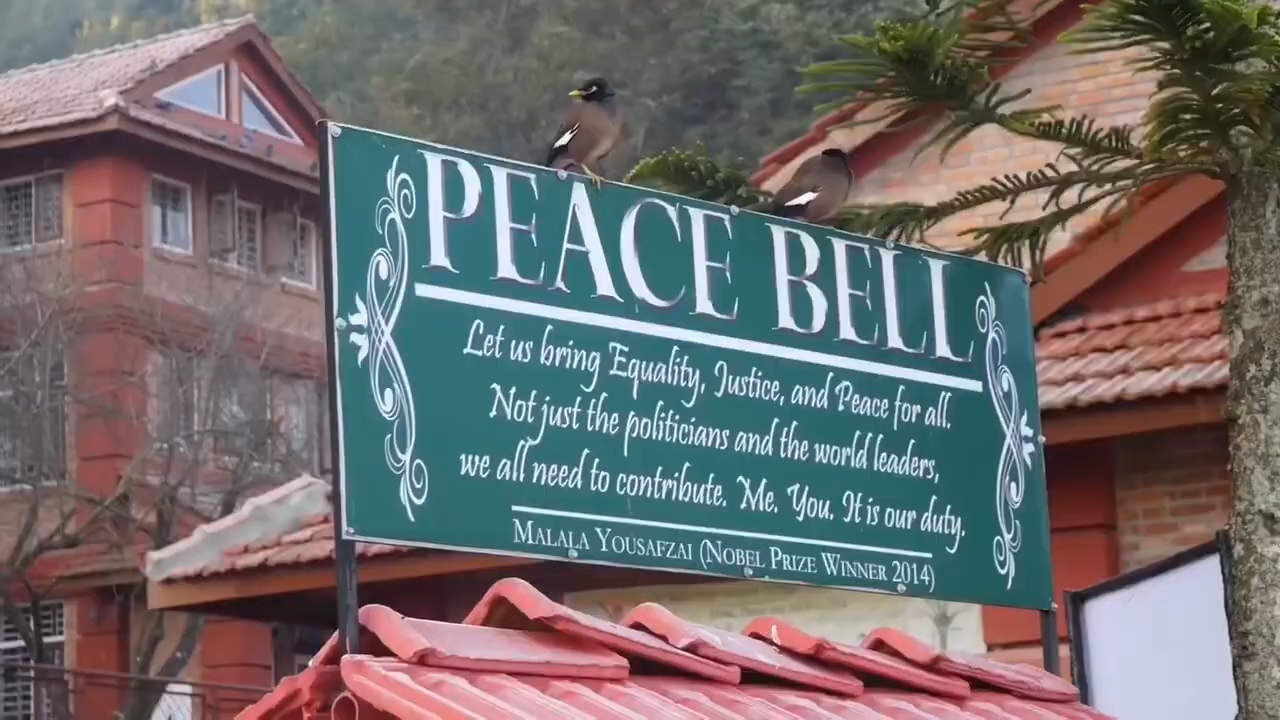 PEACE BELL
Let us bring Equality, Justice, and Peace for all.
Not just the politicians and the world leaders,
we all need to contribute. Me. You. It is our duty.
MALALA YOUSAFZAI (NOBEL PRIZE WINNER 2014)